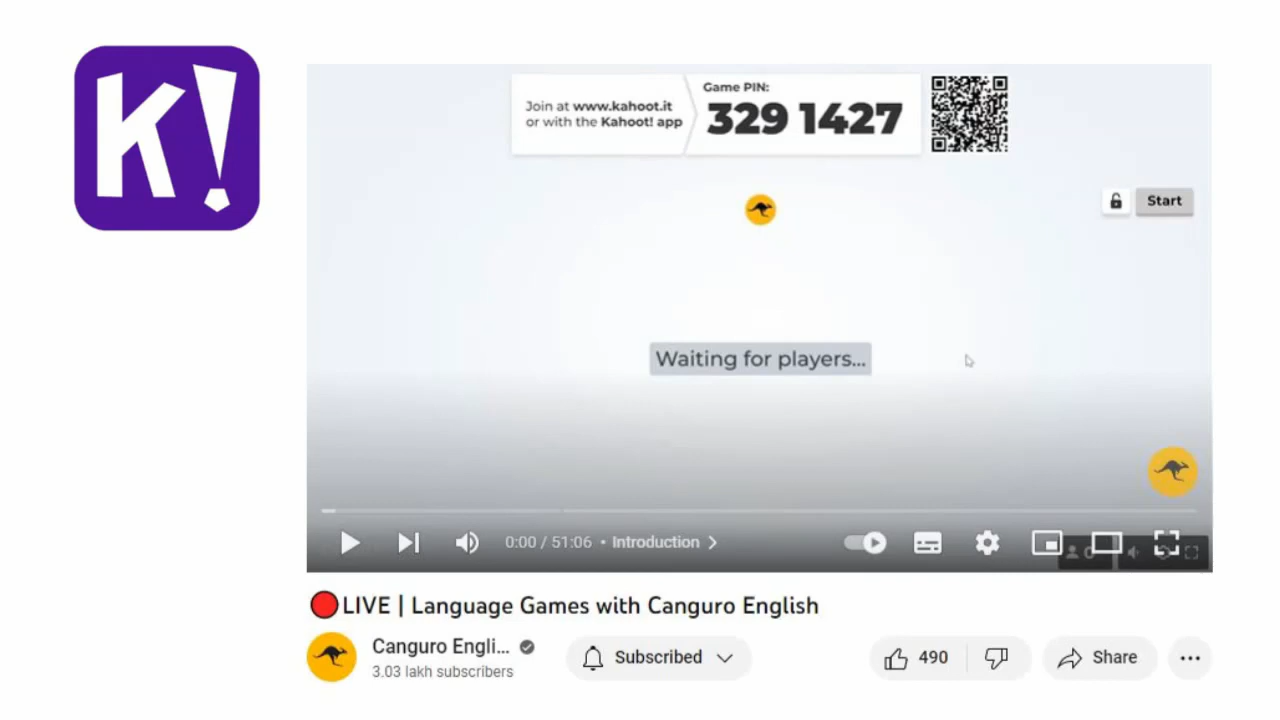 K!
Join at www.kahoot.it
or with the Kahoot! app
Game PIN:
329 1427
Start
Waiting for players...
0:00 / 51:06 • Introduction
🔴LIVE | Language Games with Canguro English
Canguro Engli...
3.03 lakh subscribers
Subscribed
490
Share